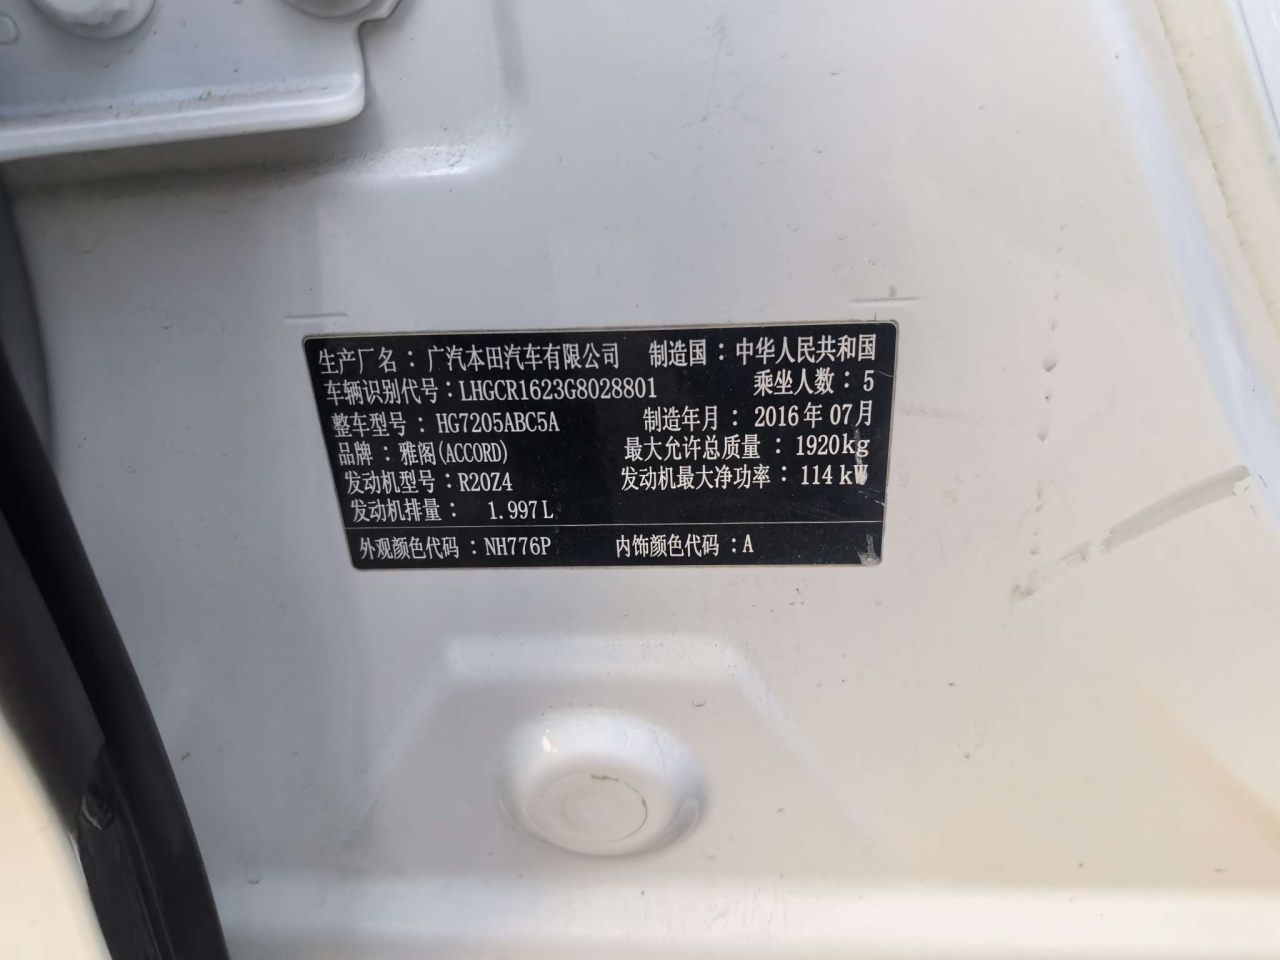 生产厂名：广汽本田汽车有限公司 制造国：中华人民共和国
车辆识别代号：LHGCR1623G8028801 乘坐人数：5
整车型号：HG7205ABC5A 制造年月：2016年07月
品牌：雅阁(ACCORD) 最大允许总质量：1920kg
发动机型号：R20Z4 发动机最大净功率：114kW
发动机排量：1.997L
外观颜色代码：NH776P 内饰颜色代码：A